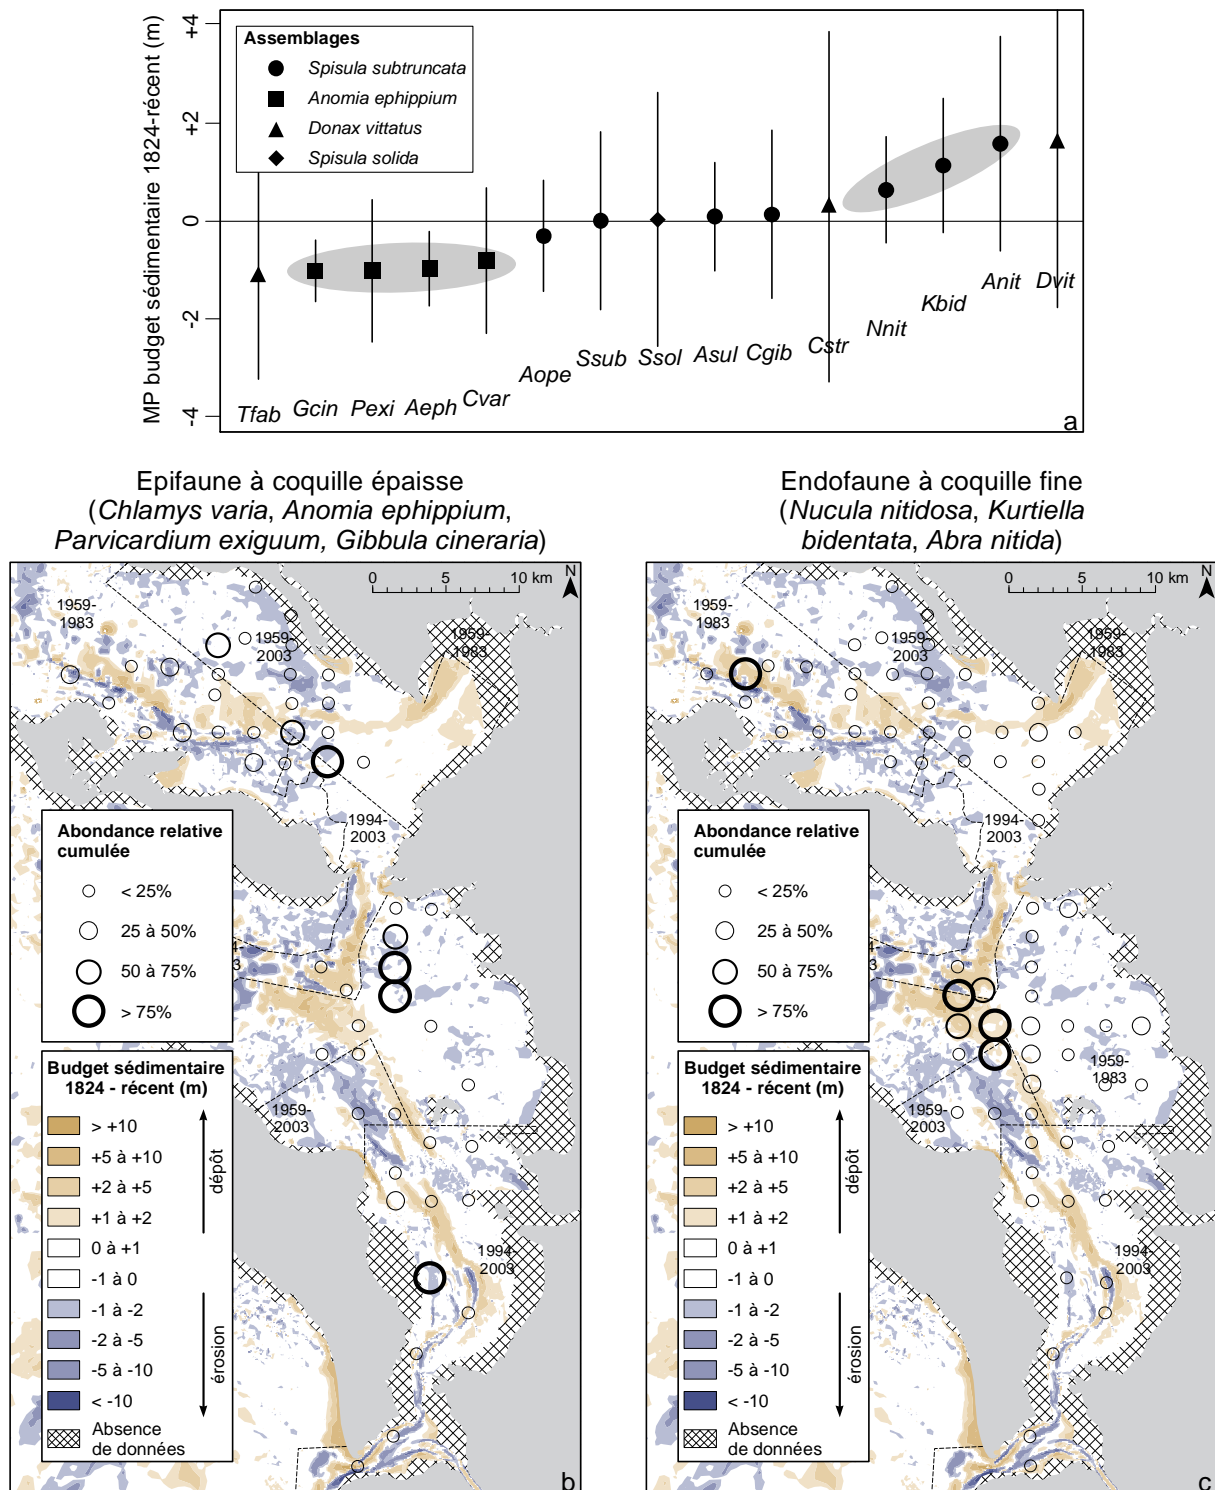 MP budget sédimentaire 1824-récent (m)
+4
+2
0
-2
-4
Assemblages
Spisula subtruncata
Anomia ephippium
Donax vittatus
Spisula solida
Tfab
Gcin
Pexi
Aeph
Cvar
Aope
Ssub
Ssol
Asul
Cgib
Cstr
Nnit
Kbid
Anit
Dvit
a
Epifaune à coquille épaisse
(Chlamys varia, Anomia ephippium,
Parvicardium exiguum, Gibbula cineraria)
0 5 10 km
N
1959-
1983
1959-
2003
1959-
1983
1994-
2003
Abondance relative
cumulée
< 25%
25 à 50%
50 à 75%
> 75%
4
3
Budget sédimentaire
1824 - récent (m)
> +10
+5 à +10
+2 à +5
+1 à +2
0 à +1
-1 à 0
-1 à -2
-2 à -5
-5 à -10
< -10
Absence
de données
dépôt
érosion
1959-
2003
1994-
2003
b
Endofaune à coquille fine
(Nucula nitidosa, Kurtiella
bidentata, Abra nitida)
0 5 10 km
N
1959-
1983
1959-
2003
1959-
1983
1994-
2003
Abondance relative
cumulée
< 25%
25 à 50%
50 à 75%
> 75%
4
3
Budget sédimentaire
1824 - récent (m)
> +10
+5 à +10
+2 à +5
+1 à +2
0 à +1
-1 à 0
-1 à -2
-2 à -5
-5 à -10
< -10
Absence
de données
dépôt
érosion
1959-
1983
1959-
2003
1994-
2003
c